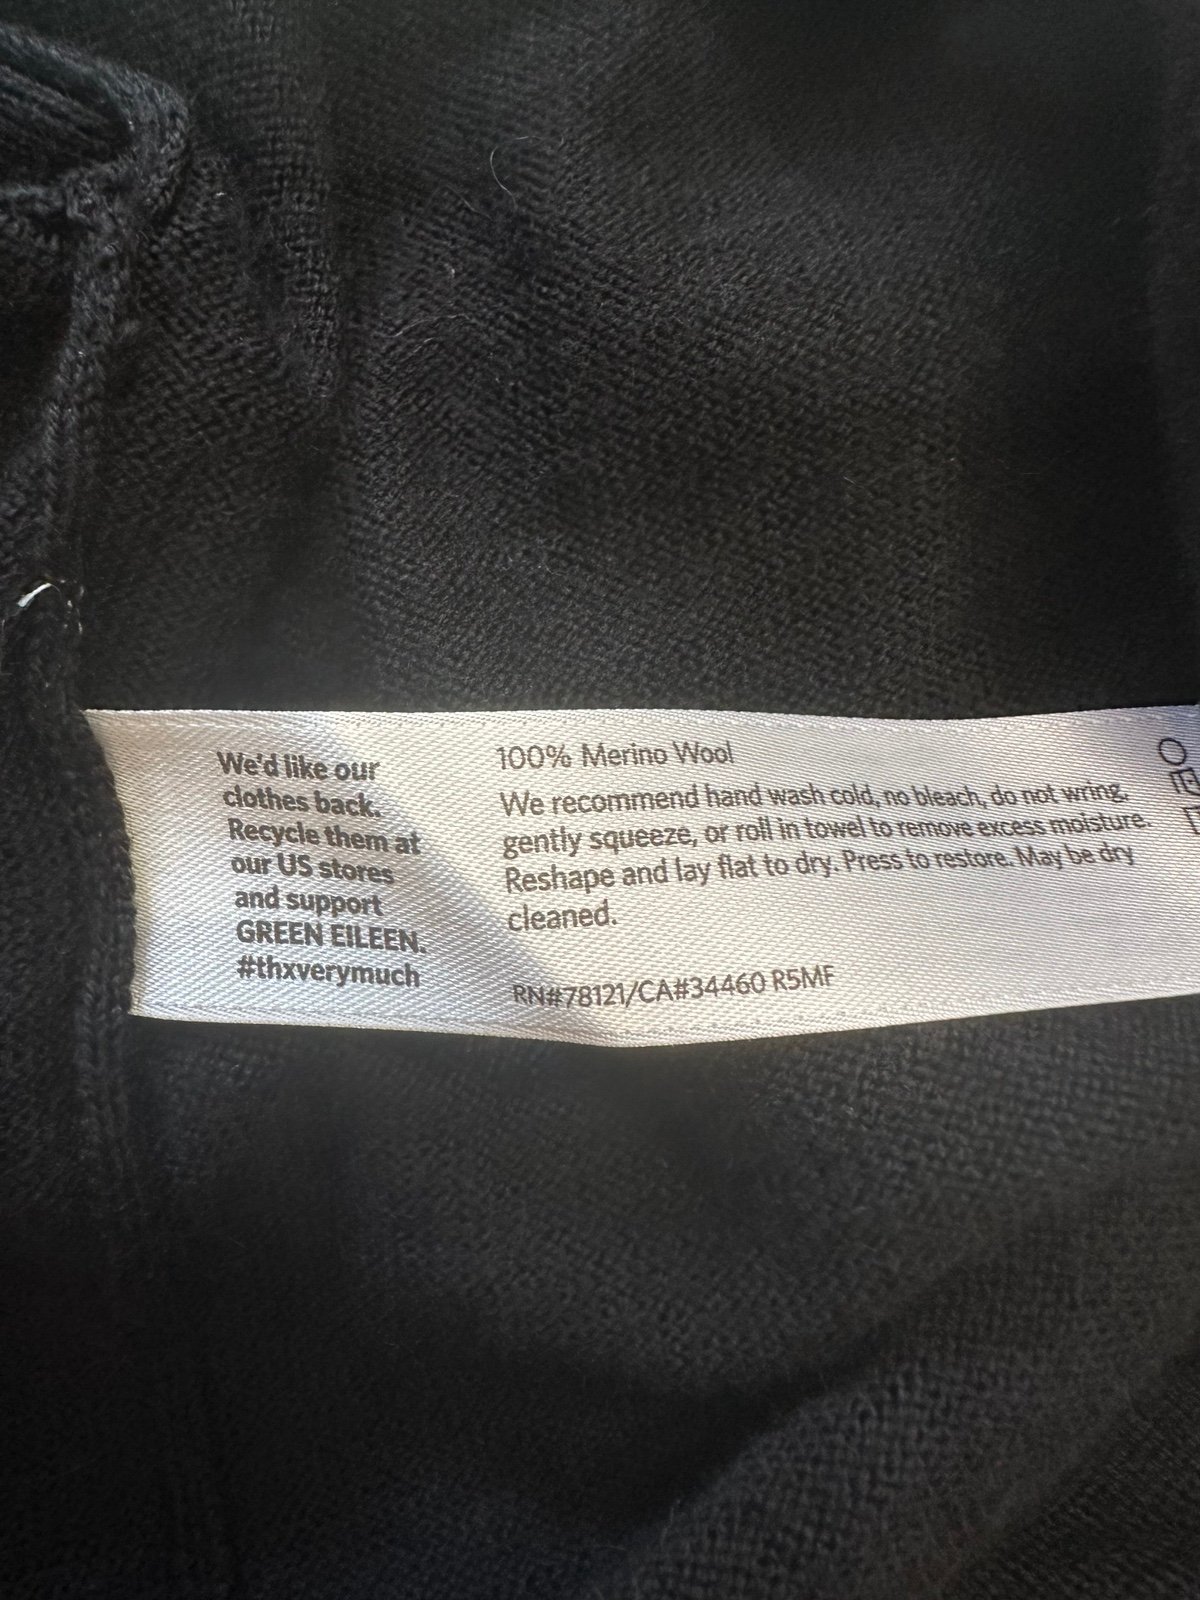 We'd like our
clothes back.
Recycle them at
our US stores
and support
GREEN EILEEN.
#thxverymuch
100% Merino Wool
We recommend hand wash cold, no bleach, do not wring,
gently squeeze, or roll in towel to remove excess moisture.
Reshape and lay flat to dry. Press to restore. May be dry
cleaned.
RN#78121/CA#34460 R5MF